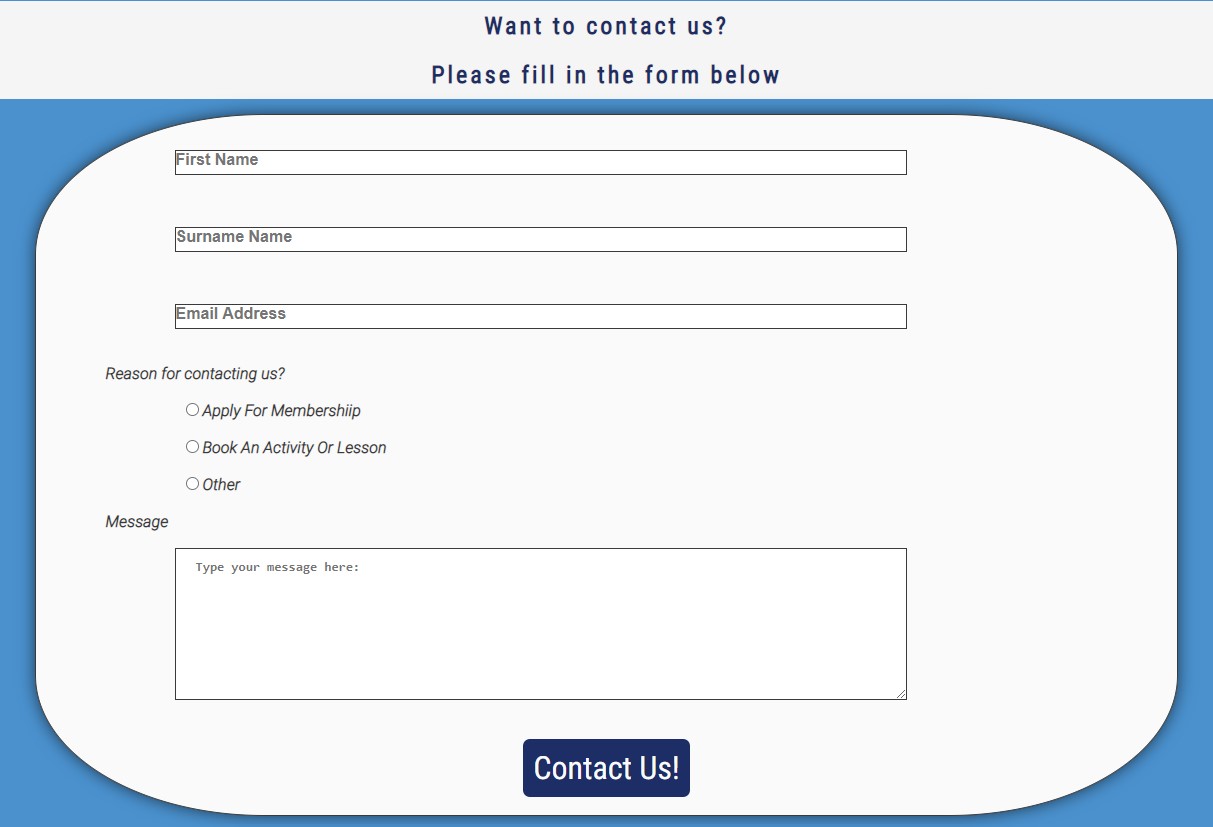 Want to contact us?
Please fill in the form below
First Name
Surname Name
Email Address
Reason for contacting us?
Apply For Membershiip
Book An Activity Or Lesson
Other
Message
Type your message here:
Contact Us!